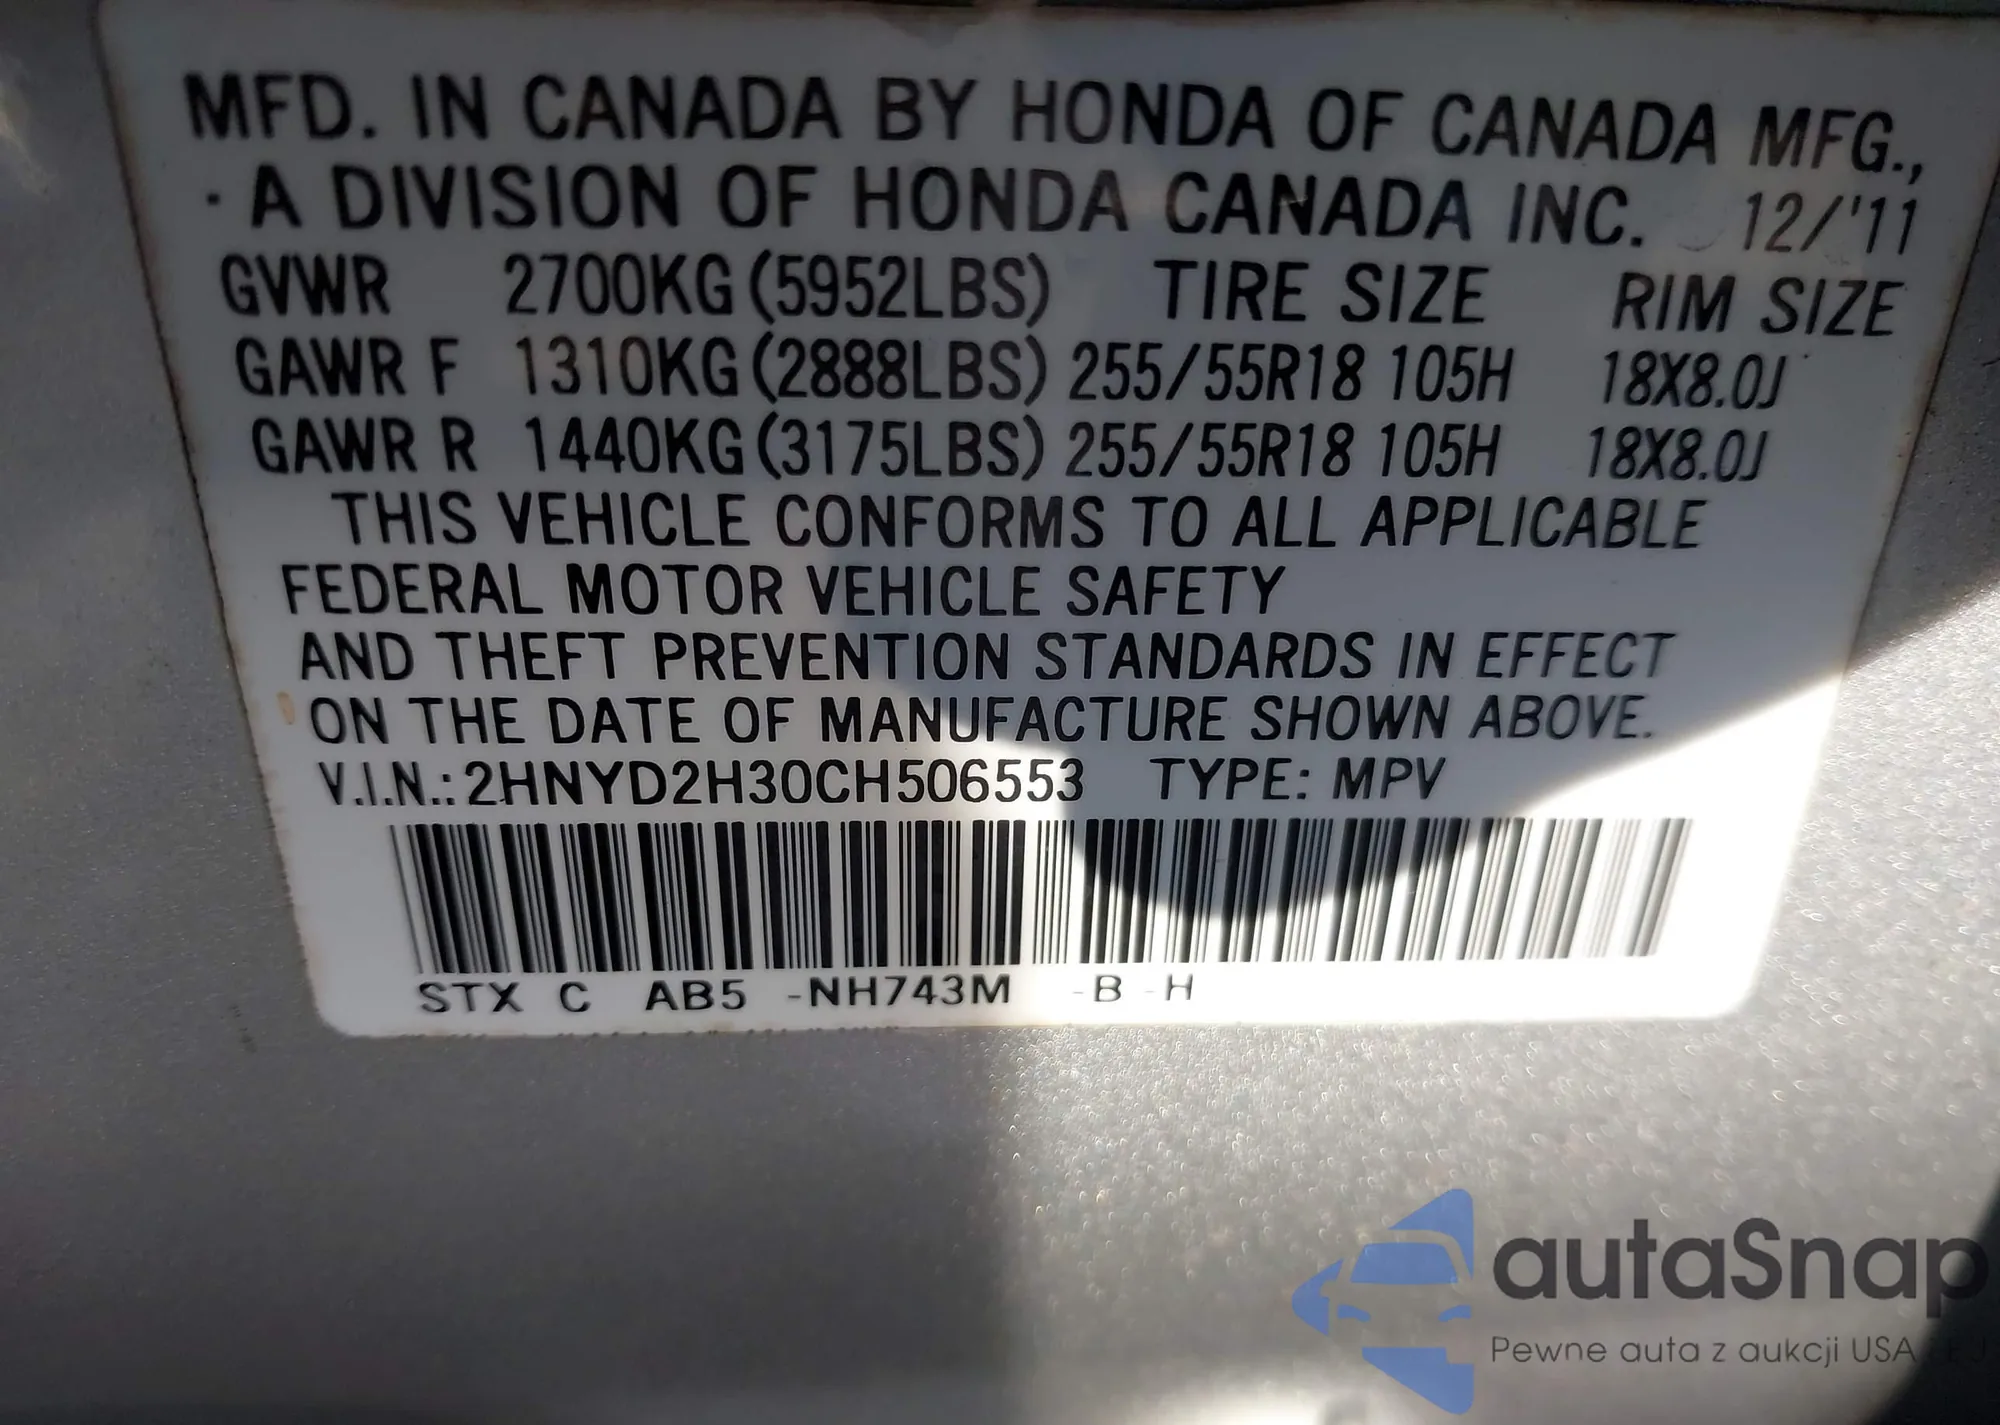 MFD. IN CANADA BY HONDA OF CANADA MFG.,
A DIVISION OF HONDA CANADA INC. 12/'11
GVWR 2700KG (5952LBS) TIRE SIZE RIM SIZE
GAWR F 1310KG (2888LBS) 255/55R18 105H 18X8.0J
GAWR R 1440KG (3175LBS) 255/55R18 105H 18X8.0J
THIS VEHICLE CONFORMS TO ALL APPLICABLE
FEDERAL MOTOR VEHICLE SAFETY
AND THEFT PREVENTION STANDARDS IN EFFECT
ON THE DATE OF MANUFACTURE SHOWN ABOVE.
V.I.N.: 2HNYD2H30CH506553 TYPE: MPV
STX C AB5 -NH743M -B -H
autaSnap
Pewne auta z aukcji USA